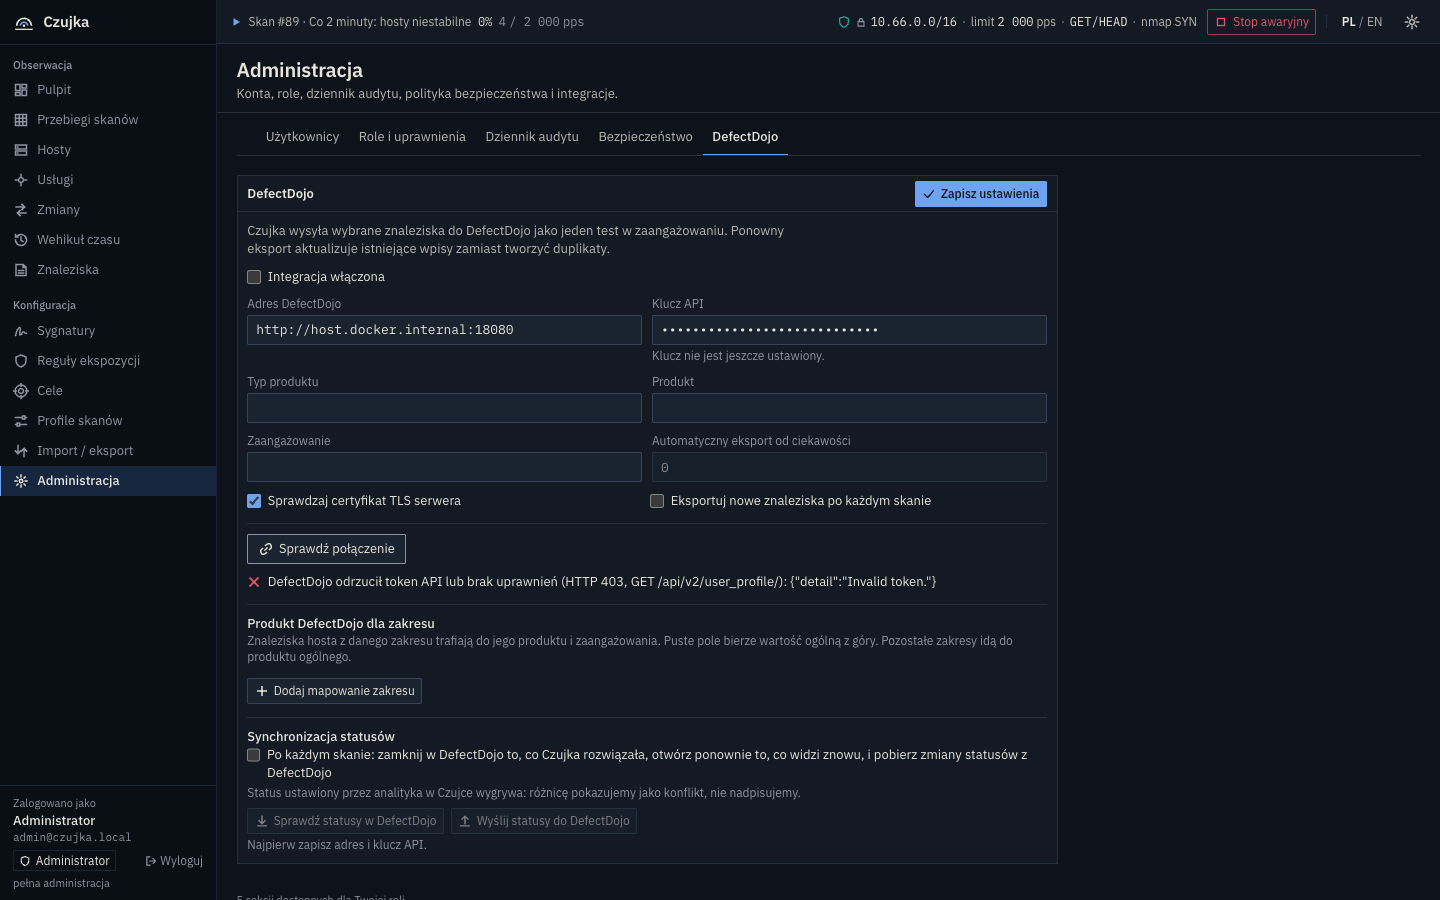 Czujka
Skan #89 · Co 2 minuty: hosty niestabilne 0% 4 / 2 000 pps
10.66.0.0/16 · limit 2 000 pps · GET/HEAD · nmap SYN
Stop awaryjny
PL / EN
Obserwacja
Pulpit
Przebiegi skanów
Hosty
Usługi
Zmiany
Wehikuł czasu
Znaleziska
Konfiguracja
Sygnatury
Reguły ekspozycji
Cele
Profile skanów
Import / eksport
Administracja
Zalogowano jako
Administrator
admin@czujka.local
Administrator
Wyloguj
pełna administracja
Administracja
Konta, role, dziennik audytu, polityka bezpieczeństwa i integracje.
Użytkownicy
Role i uprawnienia
Dziennik audytu
Bezpieczeństwo
DefectDojo
DefectDojo
Zapisz ustawienia
Czujka wysyła wybrane znaleziska do DefectDojo jako jeden test w zaangażowaniu. Ponowny
eksport aktualizuje istniejące wpisy zamiast tworzyć duplikaty.
Integracja włączona
Adres DefectDojo
Klucz API
http://host.docker.internal:18080
••••••••••••••••••••••••••••
Klucz nie jest jeszcze ustawiony.
Typ produktu
Produkt
Zaangażowanie
Automatyczny eksport od ciekawości
0
Sprawdzaj certyfikat TLS serwera
Eksportuj nowe znaleziska po każdym skanie
Sprawdź połączenie
DefectDojo odrzucił token API lub brak uprawnień (HTTP 403, GET /api/v2/user_profile/): {"detail":"Invalid token."}
Produkt DefectDojo dla zakresu
Znaleziska hosta z danego zakresu trafiają do jego produktu i zaangażowania. Puste pole bierze wartość ogólną z góry. Pozostałe zakresy idą do
produktu ogólnego.
Dodaj mapowanie zakresu
Synchronizacja statusów
Po każdym skanie: zamknij w DefectDojo to, co Czujka rozwiązała, otwórz ponownie to, co widzi znowu, i pobierz zmiany statusów z
DefectDojo
Status ustawiony przez analityka w Czujce wygrywa: różnicę pokazujemy jako konflikt, nie nadpisujemy.
Sprawdź statusy w DefectDojo
Wyślij statusy do DefectDojo
Najpierw zapisz adres i klucz API.
5 sekcji dostępnych dla Twojej roli